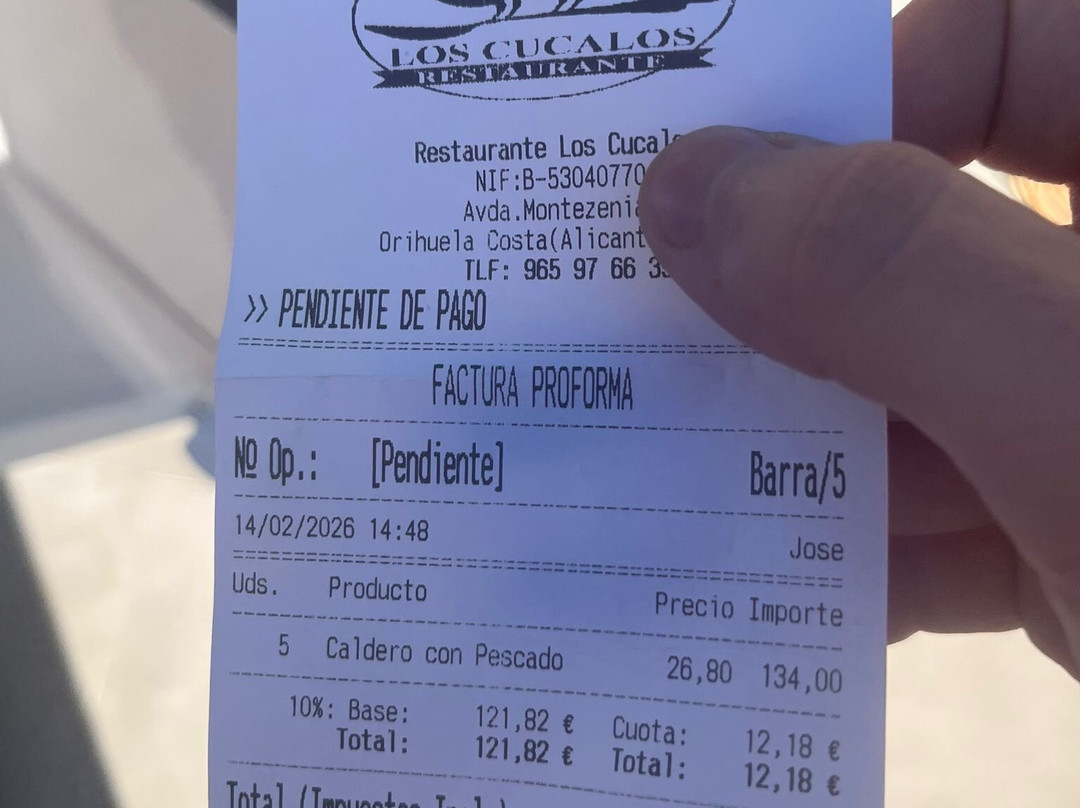 LOS CUCALOS
RESTAURANTE
Restaurante Los
NIF:B-53040770
Avda.Montezenia
Orihuela Costa(Alicant
TLF: 965 97 66
>> PENDIENTE DE PAGO
FACTURA PROFORMA
Nº Op.: [Pendiente] Barra/5
14/02/2026 14:48 Jose
Uds. Producto Precio Importe
5 Caldero con Pescado 26,80 134,00
10%: Base: 121,82 € Cuota: 12,18 €
Total: 121,82 € Total: 12,18 €
Total (Impuestos Incl.)